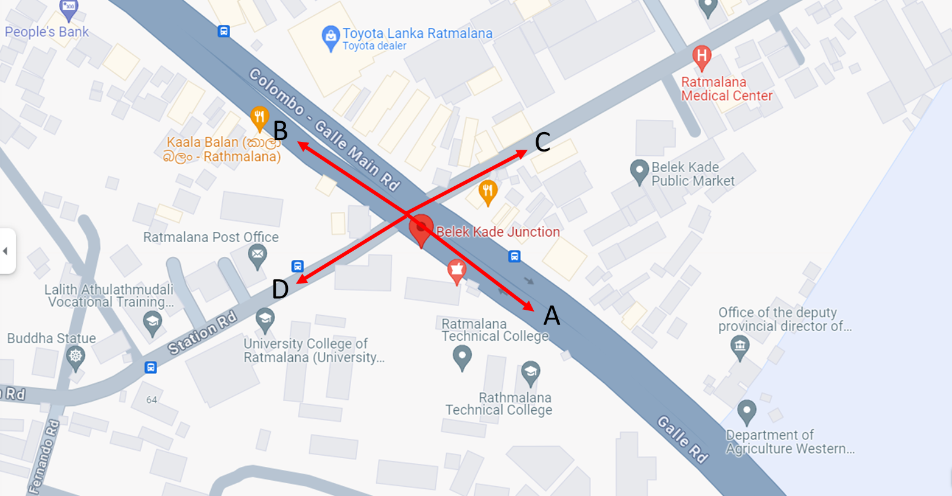 People's Bank
Toyota Lanka Ratmalana
Toyota dealer
Colombo - Galle Main Rd
H
Ratmalana
Medical Center
B
Kaala Balan (කාලා
බලං - Rathmalana)
C
Belek Kade
Public Market
Belek Kade Junction
Ratmalana Post Office
D
A
Lalith Athulathmudali
Vocational Training...
Station Rd
Buddha Statue
University College of
Ratmalana (University...
Ratmalana
Technical College
Office of the deputy
provincial director of...
64
Rathmalana
Technical College
Galle Rd
Department of
Agriculture Western...
Rd
Fernando Rd